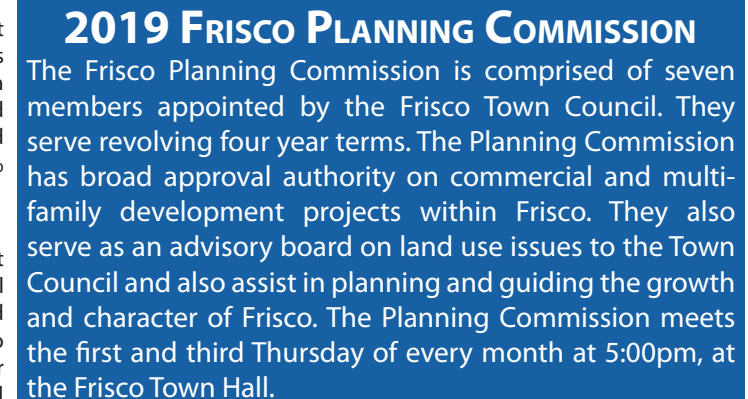 2019 Frisco Planning Commission
The Frisco Planning Commission is comprised of seven
members appointed by the Frisco Town Council. They
serve revolving four year terms. The Planning Commission
has broad approval authority on commercial and multi-
family development projects within Frisco. They also
serve as an advisory board on land use issues to the Town
Council and also assist in planning and guiding the growth
and character of Frisco. The Planning Commission meets
the first and third Thursday of every month at 5:00pm, at
the Frisco Town Hall.